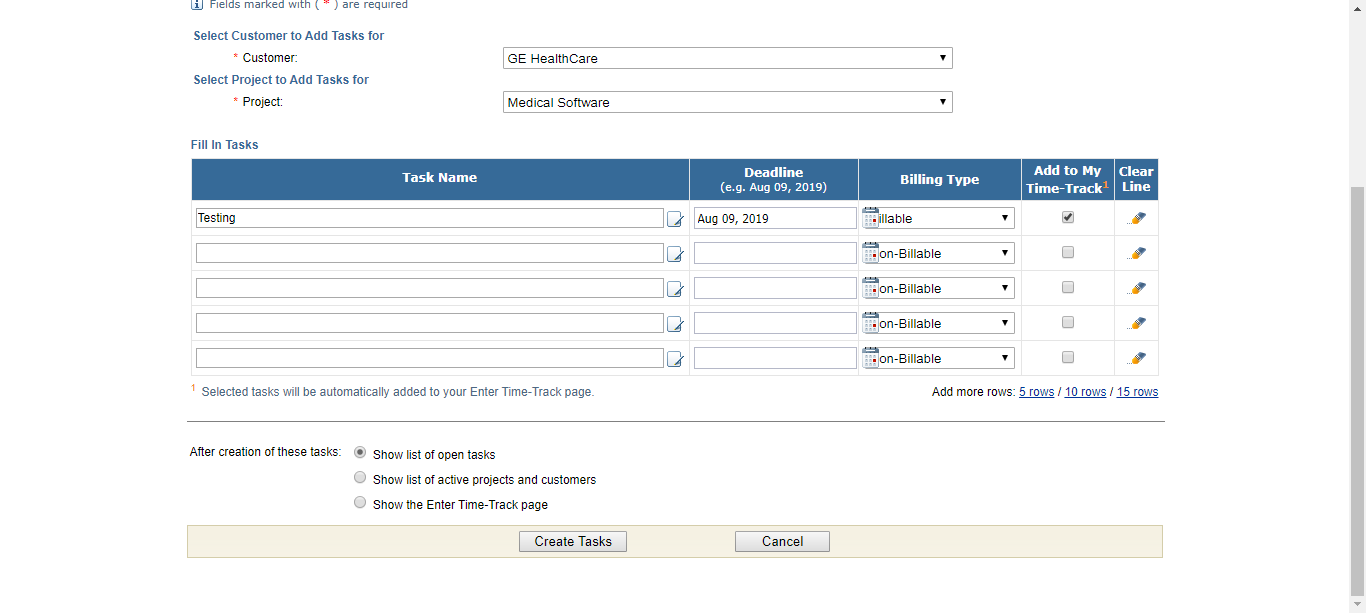 Fields marked with ( * ) are required
Select Customer to Add Tasks for
* Customer: GE HealthCare
Select Project to Add Tasks for
* Project: Medical Software
Fill In Tasks
Task Name Deadline (e.g. Aug 09, 2019) Billing Type Add to My Time-Track1 Clear Line
Testing Aug 09, 2019 illable
on-Billable
on-Billable
on-Billable
on-Billable
1 Selected tasks will be automatically added to your Enter Time-Track page. Add more rows: 5 rows / 10 rows / 15 rows
After creation of these tasks: Show list of open tasks
Show list of active projects and customers
Show the Enter Time-Track page
Create Tasks Cancel